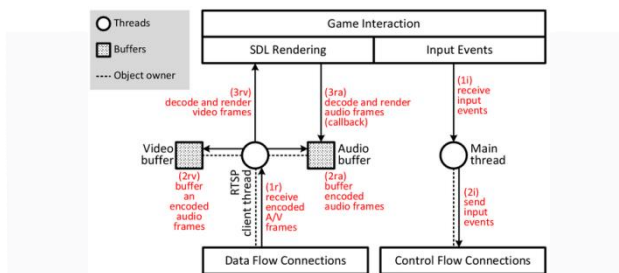 Threads
Buffers
Object owner
Game Interaction
SDL Rendering
Input Events
(3rv)
decode and render
video frames
(3ra)
decode and render
audio frames
(callback)
(1i)
receive
input
events
Video
buffer
Audio
buffer
Main
thread
(2rv)
buffer
an
encoded
audio
frames
RTSP
client thread
(1r)
receive
encoded
A/V
frames
(2ra)
buffer
encoded
audio frames
(2i)
send
input
events
Data Flow Connections
Control Flow Connections